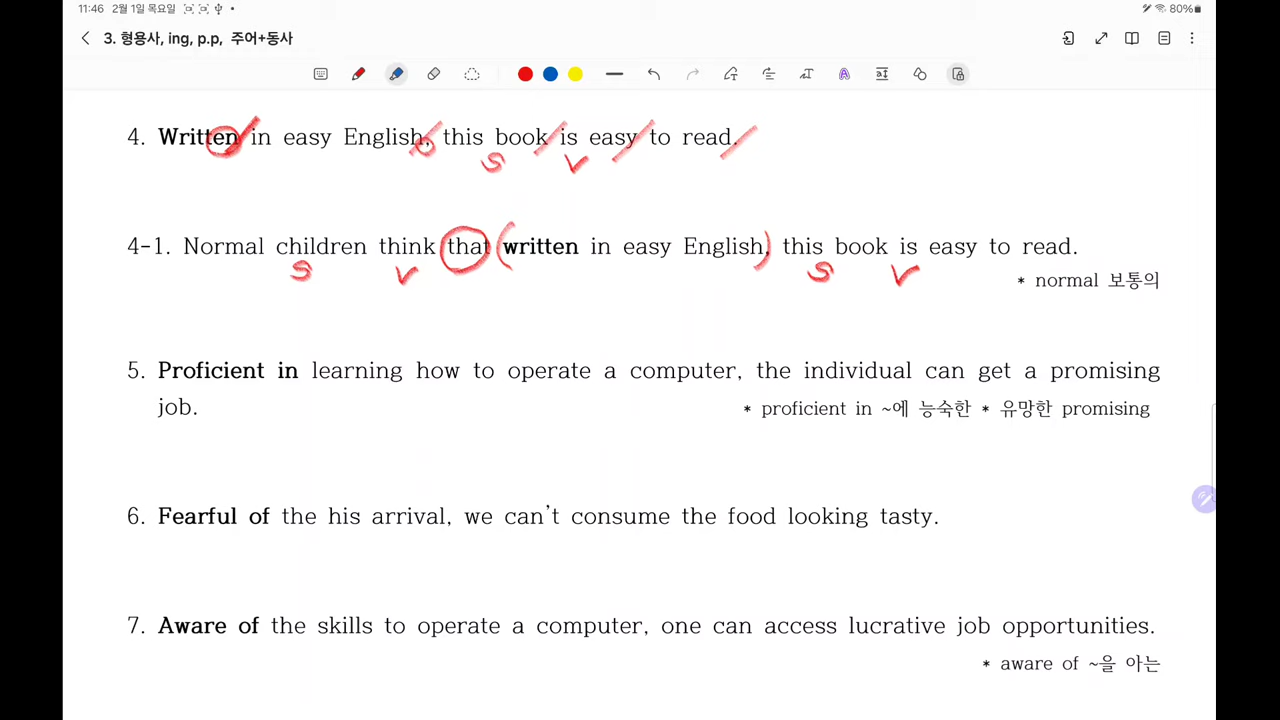 11:46 2월 1일 목요일
80%
3. 형용사, ing, p.p, 주어+동사
4. Written in easy English, this book is easy to read.
s v
4-1. Normal children think that (written in easy English,) this book is easy to read.
s v s v
* normal 보통의
5. Proficient in learning how to operate a computer, the individual can get a promising
job. * proficient in ~에 능숙한 * 유망한 promising
6. Fearful of the his arrival, we can't consume the food looking tasty.
7. Aware of the skills to operate a computer, one can access lucrative job opportunities.
* aware of ~을 아는